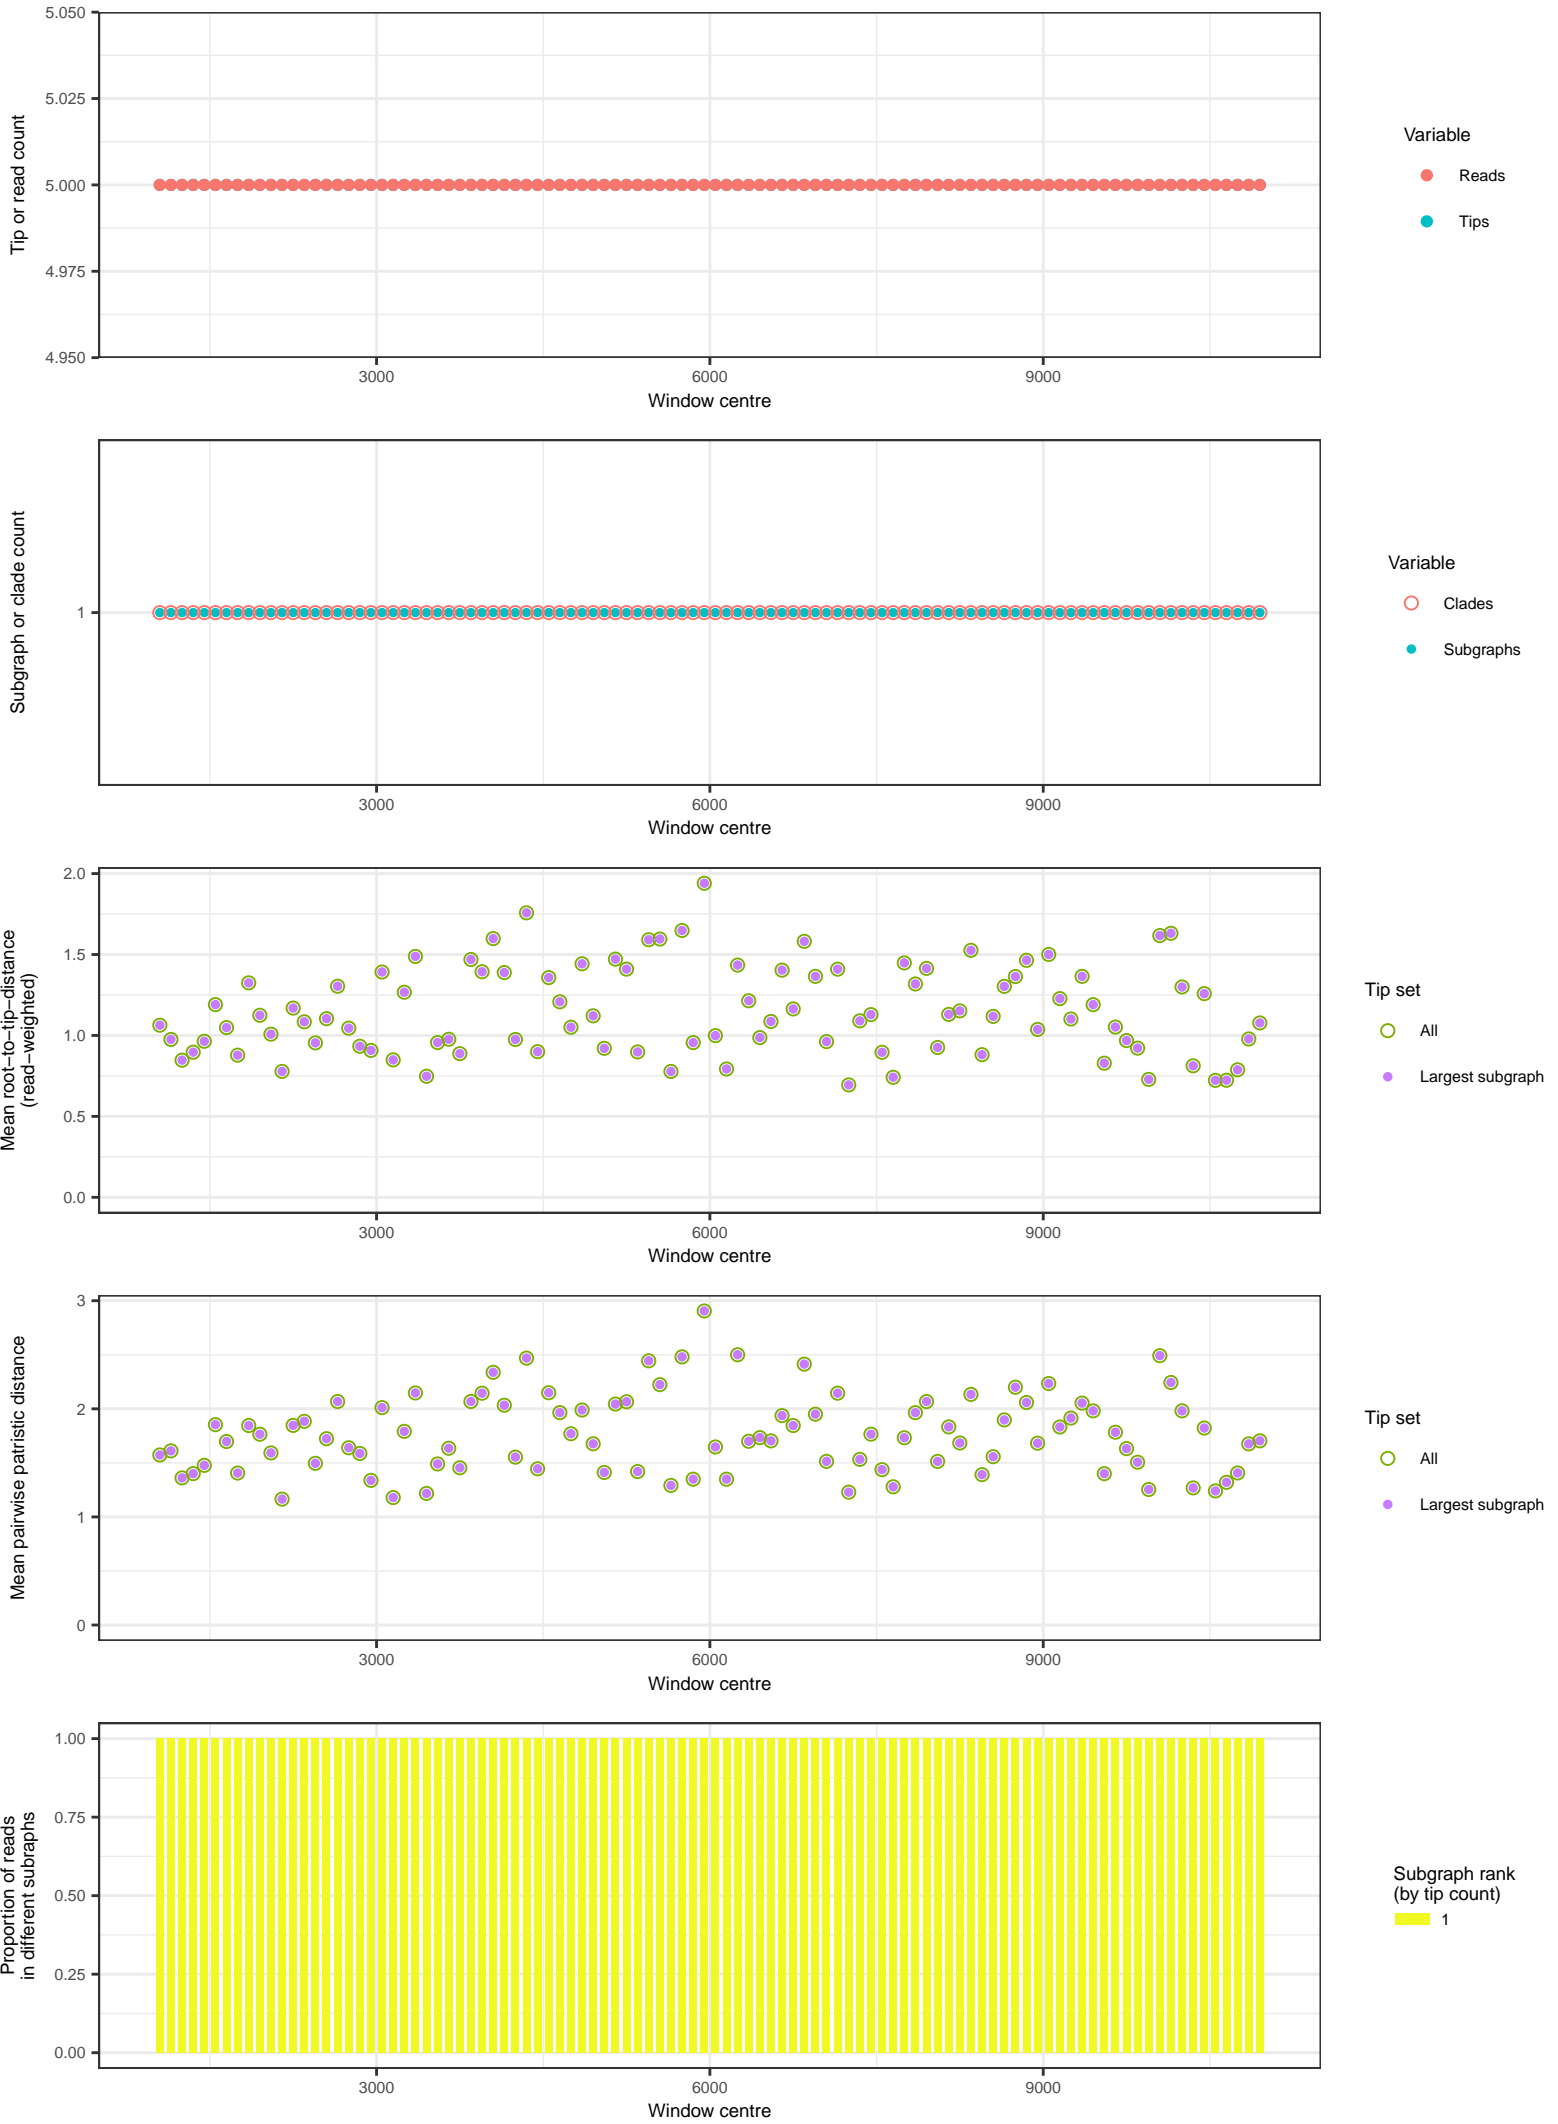 5.050
5.025
5.000
4.975
4.950
Tip or read count
3000 6000 9000
Window centre
Variable
Reads
Tips
1
Subgraph or clade count
3000 6000 9000
Window centre
Variable
Clades
Subgraphs
2.0
1.5
1.0
0.5
0.0
Mean root−to−tip−distance
(read−weighted)
3000 6000 9000
Window centre
Tip set
All
Largest subgraph
3
2
1
0
Mean pairwise patristic distance
3000 6000 9000
Window centre
Tip set
All
Largest subgraph
1.00
0.75
0.50
0.25
0.00
Proportion of reads
in different subraphs
3000 6000 9000
Window centre
Subgraph rank
(by tip count)
1